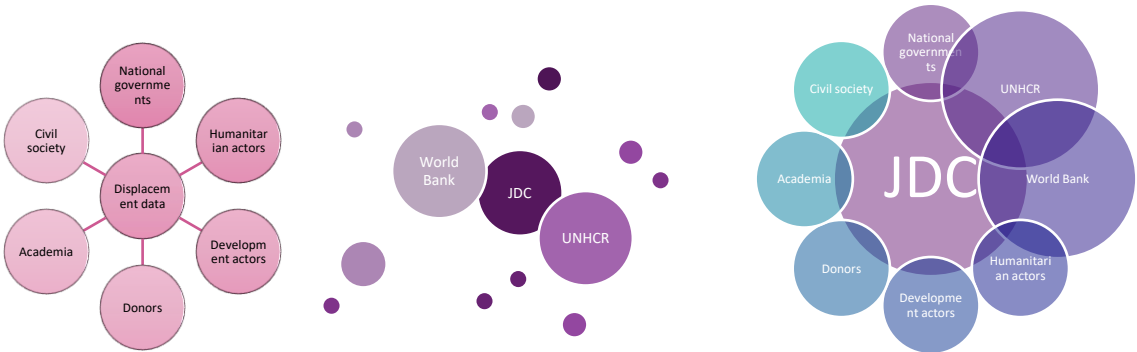 National
governme
nts
Civil
society
Humanitar
ian actors
Displacem
ent data
Academia
Developm
ent actors
Donors
World
Bank
JDC
UNHCR
National
governmen
ts
Civil society
UNHCR
JDC
Academia
World Bank
Donors
Humanitari
an actors
Developme
nt actors